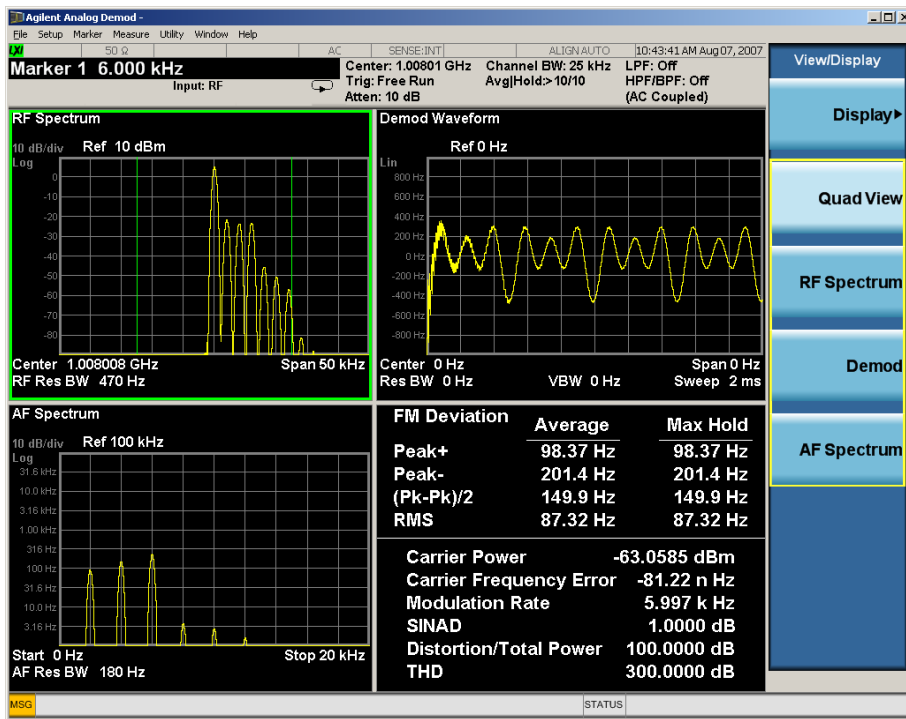 Agilent Analog Demod -
File Setup Marker Measure Utility Window Help
LXI 50 Ω AC SENSE:INT ALIGN AUTO 10:43:41 AM Aug 07, 2007
Marker 1 6.000 kHz
Input: RF
Center: 1.00801 GHz Channel BW: 25 kHz LPF: Off
Trig: Free Run Avg|Hold:>10/10 HPF/BPF: Off
Atten: 10 dB (AC Coupled)
View/Display
Display
Quad View
RF Spectrum
Demod
AF Spectrum
RF Spectrum
10 dB/div Ref 10 dBm
Log
0
-10
-20
-30
-40
-50
-60
-70
-80
Center 1.008008 GHz Span 50 kHz
RF Res BW 470 Hz
Demod Waveform
Ref 0 Hz
Lin
800 Hz
600 Hz
400 Hz
200 Hz
0 Hz
-200 Hz
-400 Hz
-600 Hz
-800 Hz
Center 0 Hz Span 0 Hz
Res BW 0 Hz VBW 0 Hz Sweep 2 ms
AF Spectrum
10 dB/div Ref 100 kHz
Log
31.6 kHz
10.0 kHz
3.16 kHz
1.00 kHz
316 Hz
100 Hz
31.6 Hz
10.0 Hz
3.16 Hz
Start 0 Hz Stop 20 kHz
AF Res BW 180 Hz
FM Deviation Average Max Hold
Peak+ 98.37 Hz 98.37 Hz
Peak- 201.4 Hz 201.4 Hz
(Pk-Pk)/2 149.9 Hz 149.9 Hz
RMS 87.32 Hz 87.32 Hz
Carrier Power -63.0585 dBm
Carrier Frequency Error -81.22 n Hz
Modulation Rate 5.997 k Hz
SINAD 1.0000 dB
Distortion/Total Power 100.0000 dB
THD 300.0000 dB
MSG STATUS